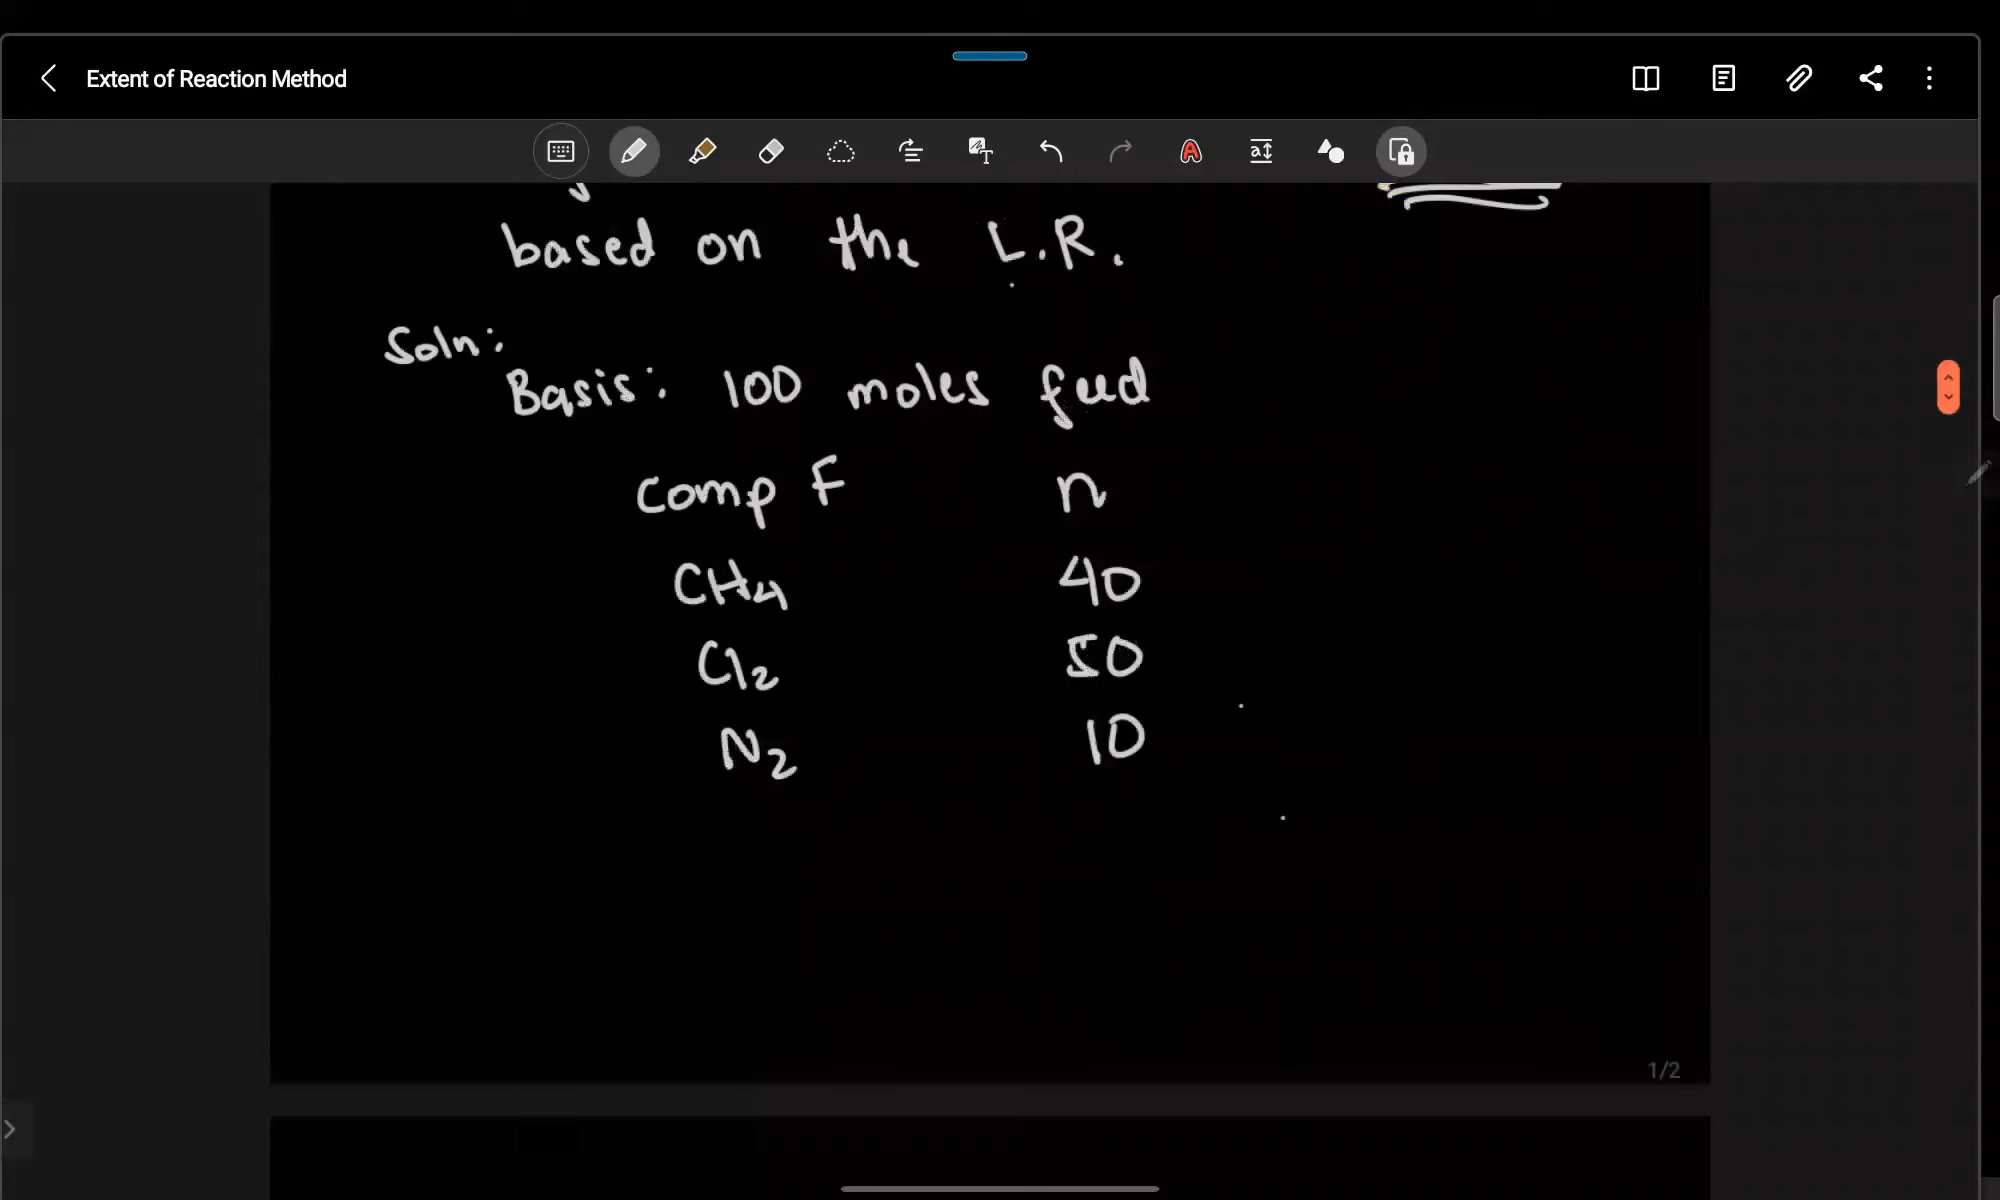 Extent of Reaction Method
based on the L.R.
Soln:
Basis: 100 moles feed
Comp F n
CH4 40
Cl2 50
N2 10
1/2